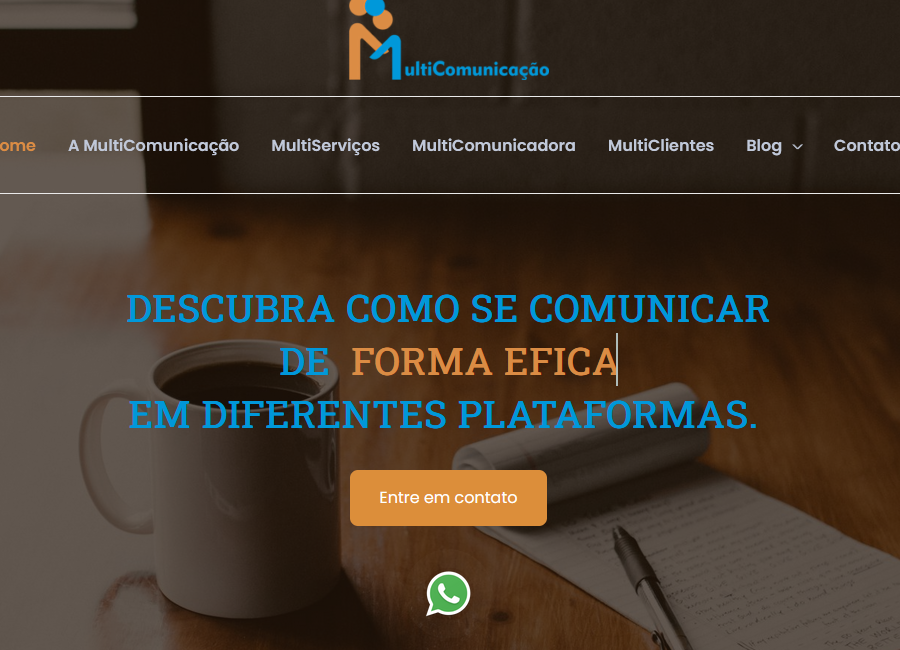 MultiComunicação
ome
A MultiComunicação
MultiServiços
MultiComunicadora
MultiClientes
Blog
Contato
DESCUBRA COMO SE COMUNICAR
DE FORMA EFICA
EM DIFERENTES PLATAFORMAS.
Entre em contato